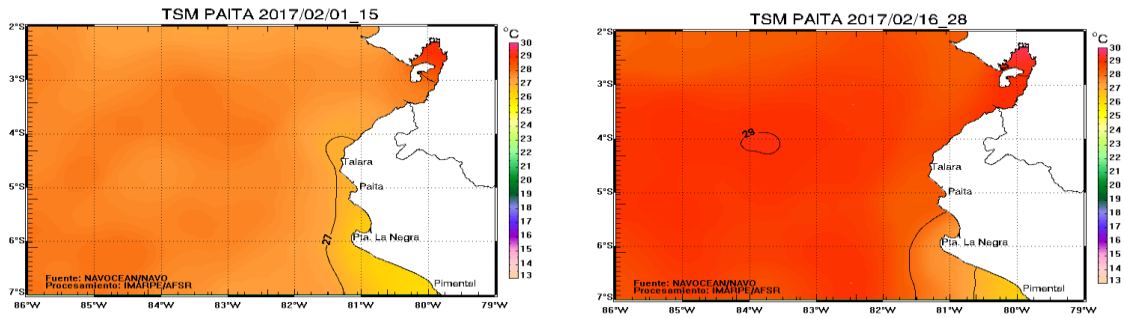 TSM PAITA 2017/02/01_15
2°S
3°S
4°S
5°S
6°S
7°S
86°W
85°W
84°W
83°W
82°W
81°W
80°W
79°W
Talara
Paita
Pta. La Negra
Pimentel
27
Fuente: NAVOCEAN/NAVO
Procesamiento: IMARPE/AFSR
°C
30
29
28
27
26
25
24
23
22
21
20
19
18
17
16
15
14
13
TSM PAITA 2017/02/16_28
2°S
3°S
4°S
5°S
6°S
7°S
86°W
85°W
84°W
83°W
82°W
81°W
80°W
79°W
29
Talara
Paita
Pta. La Negra
Pimentel
Fuente: NAVOCEAN/NAVO
Procesamiento: IMARPE/AFSR
°C
30
29
28
27
26
25
24
23
22
21
20
19
18
17
16
15
14
13